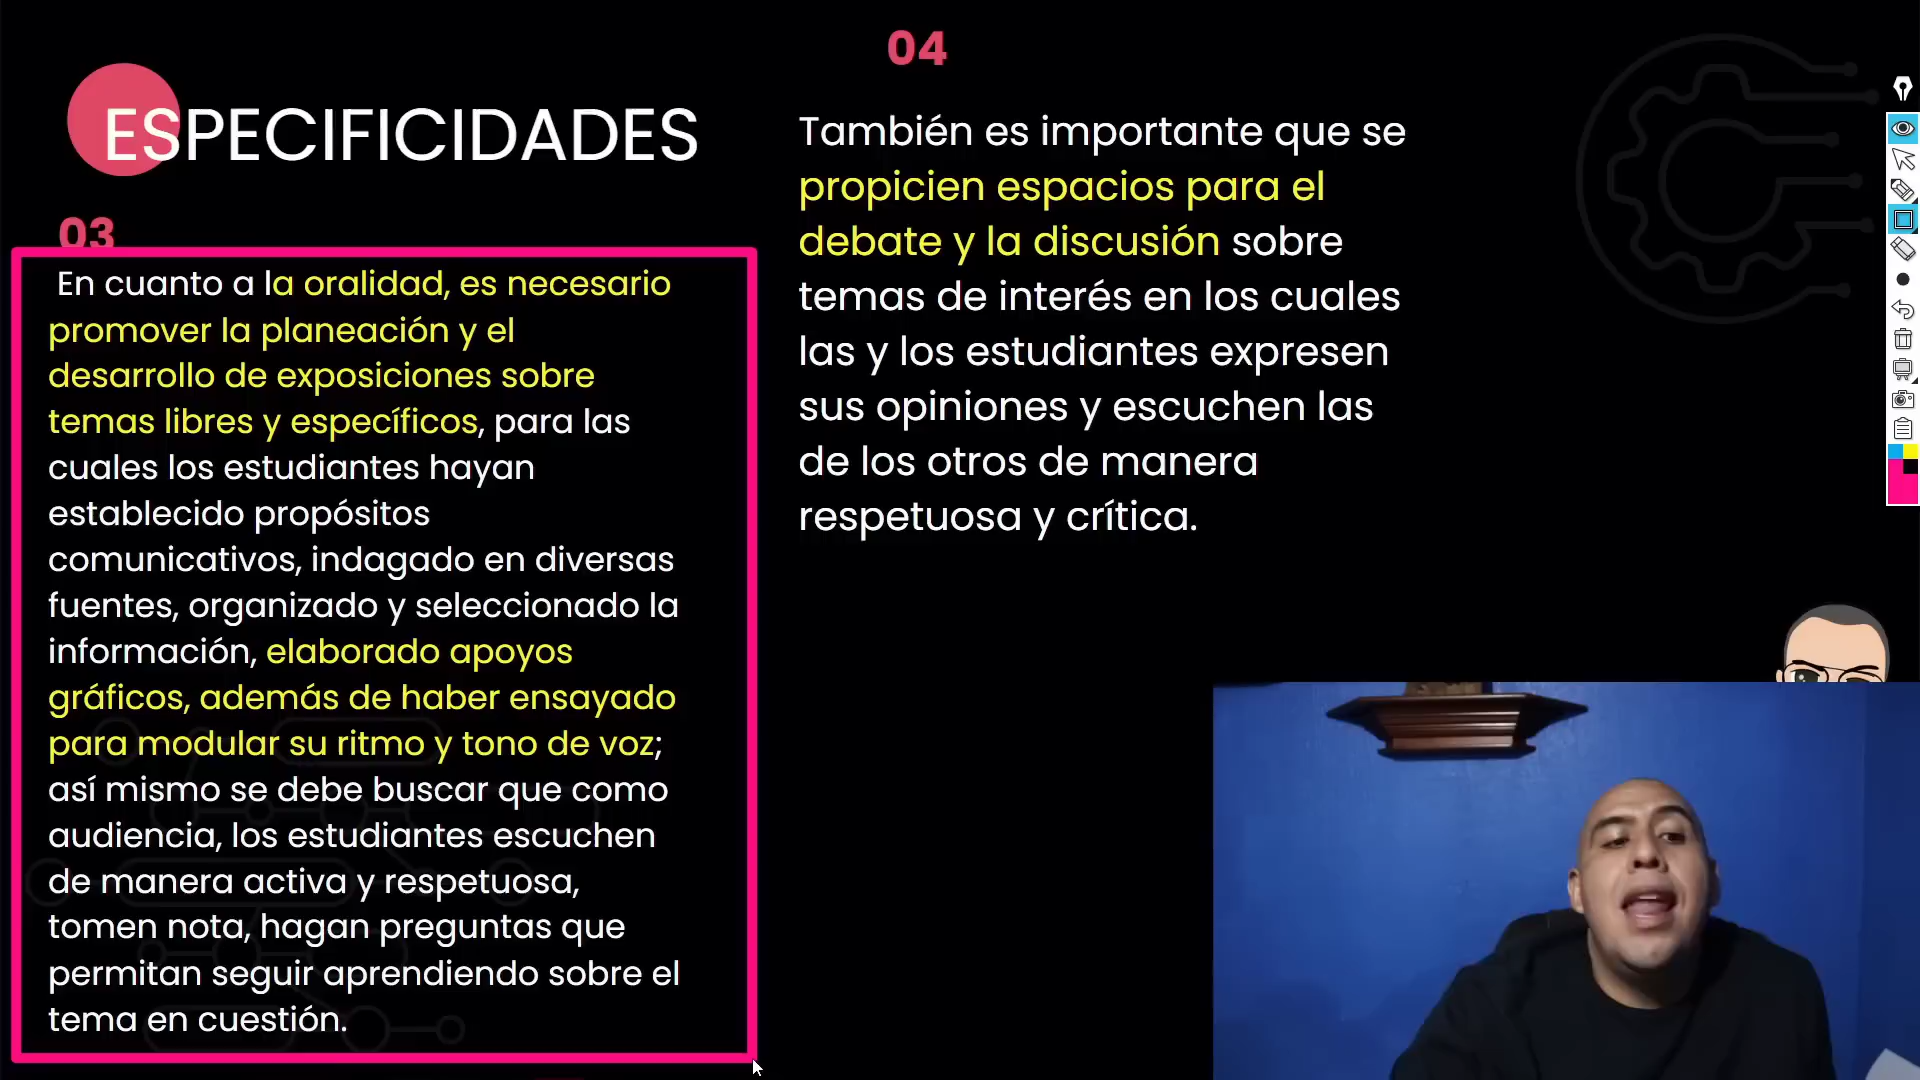 ESPECIFICIDADES
03
En cuanto a la oralidad, es necesario
promover la planeación y el
desarrollo de exposiciones sobre
temas libres y específicos, para las
cuales los estudiantes hayan
establecido propósitos
comunicativos, indagado en diversas
fuentes, organizado y seleccionado la
información, elaborado apoyos
gráficos, además de haber ensayado
para modular su ritmo y tono de voz;
así mismo se debe buscar que como
audiencia, los estudiantes escuchen
de manera activa y respetuosa,
tomen nota, hagan preguntas que
permitan seguir aprendiendo sobre el
tema en cuestión.
04
También es importante que se
propicien espacios para el
debate y la discusión sobre
temas de interés en los cuales
las y los estudiantes expresen
sus opiniones y escuchen las
de los otros de manera
respetuosa y crítica.